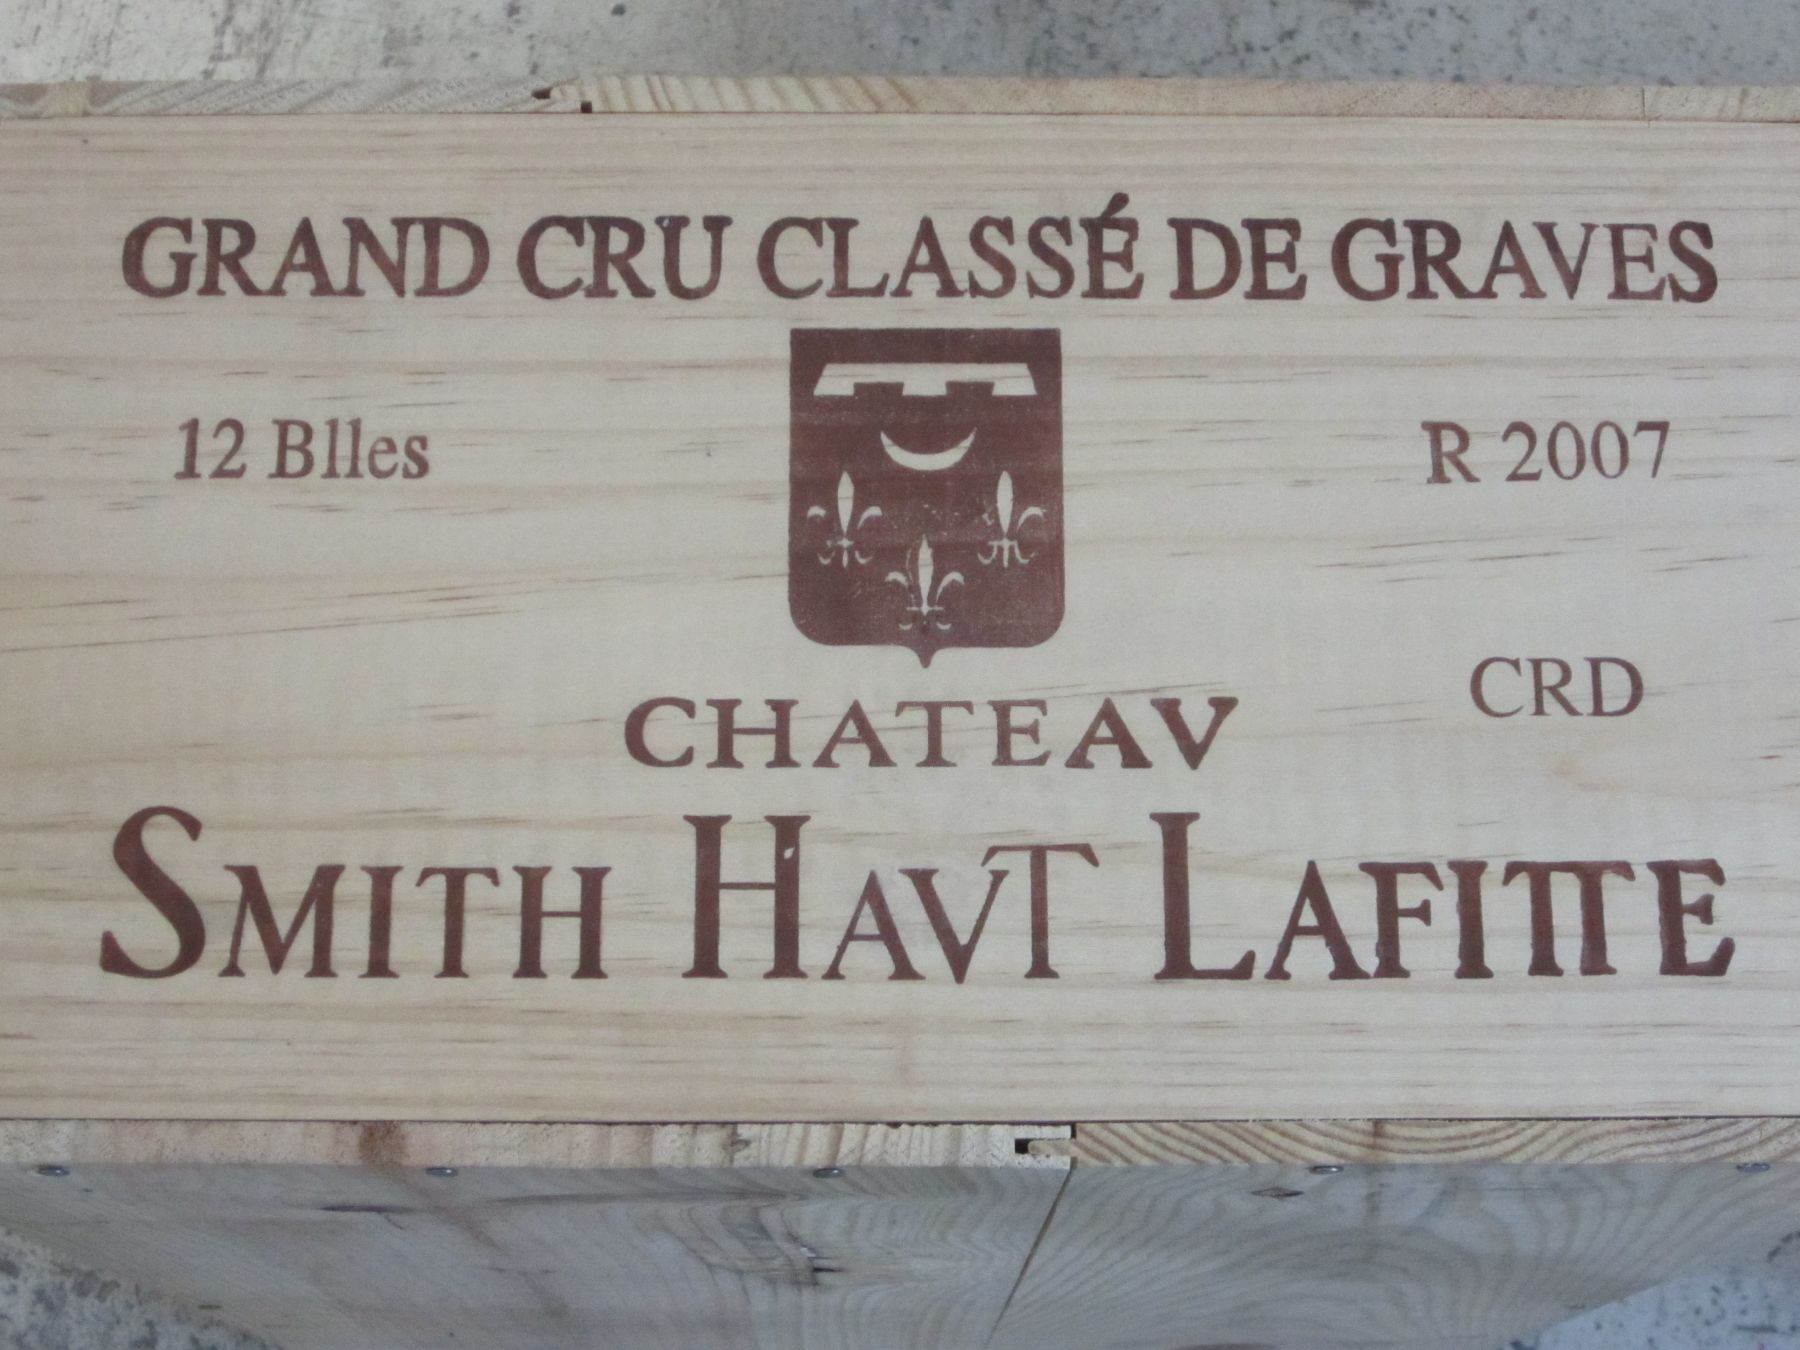 GRAND CRU CLASSÉ DE GRAVES
12 Blles
R 2007
CRD
CHATEAV
SMITH HAVT LAFITTE